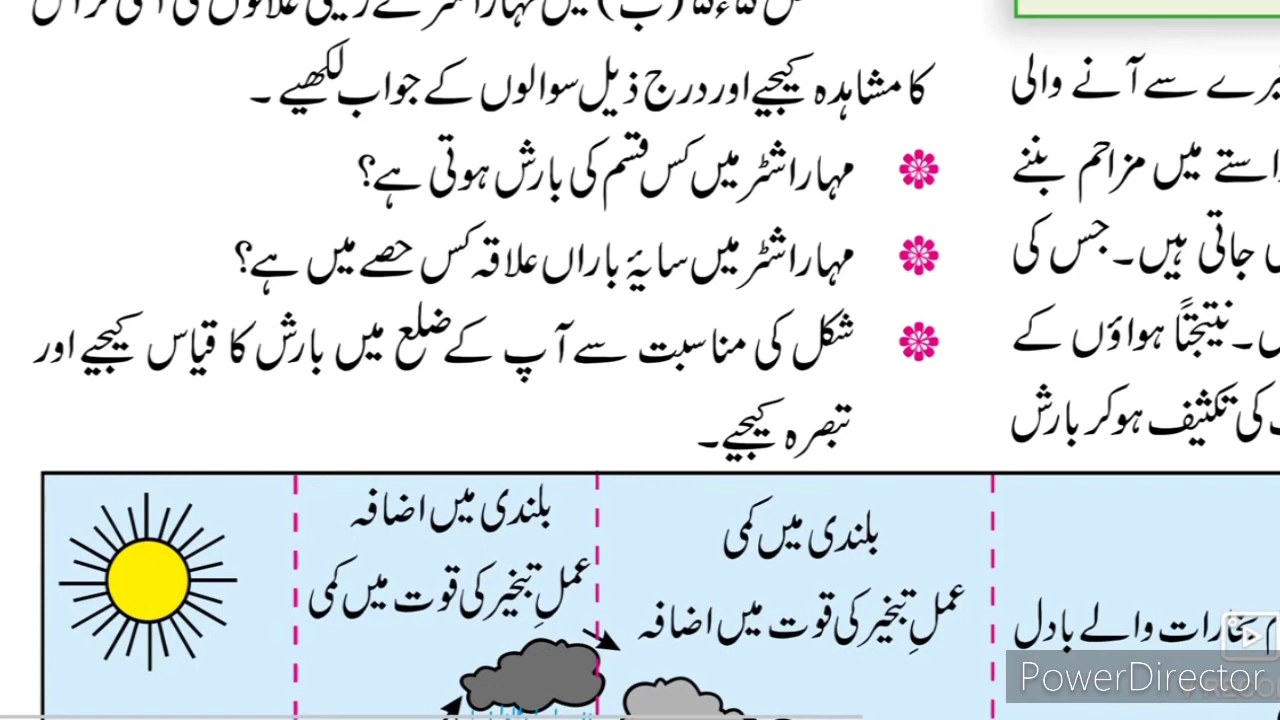 کا مشاہدہ کیجیے اور درج ذیل سوالوں کے جواب لکھیے ۔
مہاراشٹر میں کس قسم کی بارش ہوتی ہے؟
مہاراشٹر میں سایۂ باراں علاقہ کس حصے میں ہے؟
شکل کی مناسبت سے آپ کے ضلع میں بارش کا قیاس کیجیے اور
تبصرہ کیجیے۔
سے آنے والی
میں مزاحم بننے
جاتی ہیں۔ جس کی
نتیجتاً ہواؤں کے
کی تکثیف ہوکر بارش
بلندی میں کمی
عملِ تبخیر کی قوت میں اضافہ
بلندی میں اضافہ
عملِ تبخیر کی قوت میں کمی
والے بادل
PowerDirector